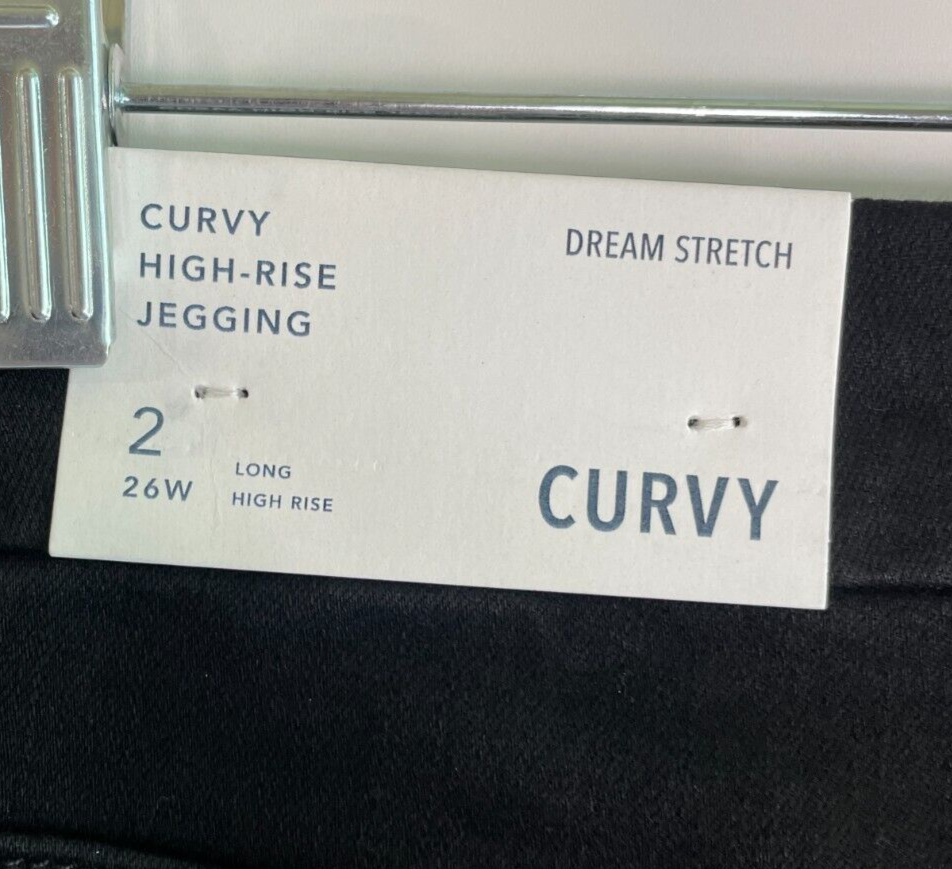 CURVY
HIGH-RISE
JEGGING
DREAM STRETCH
2
26W
LONG
HIGH RISE
CURVY